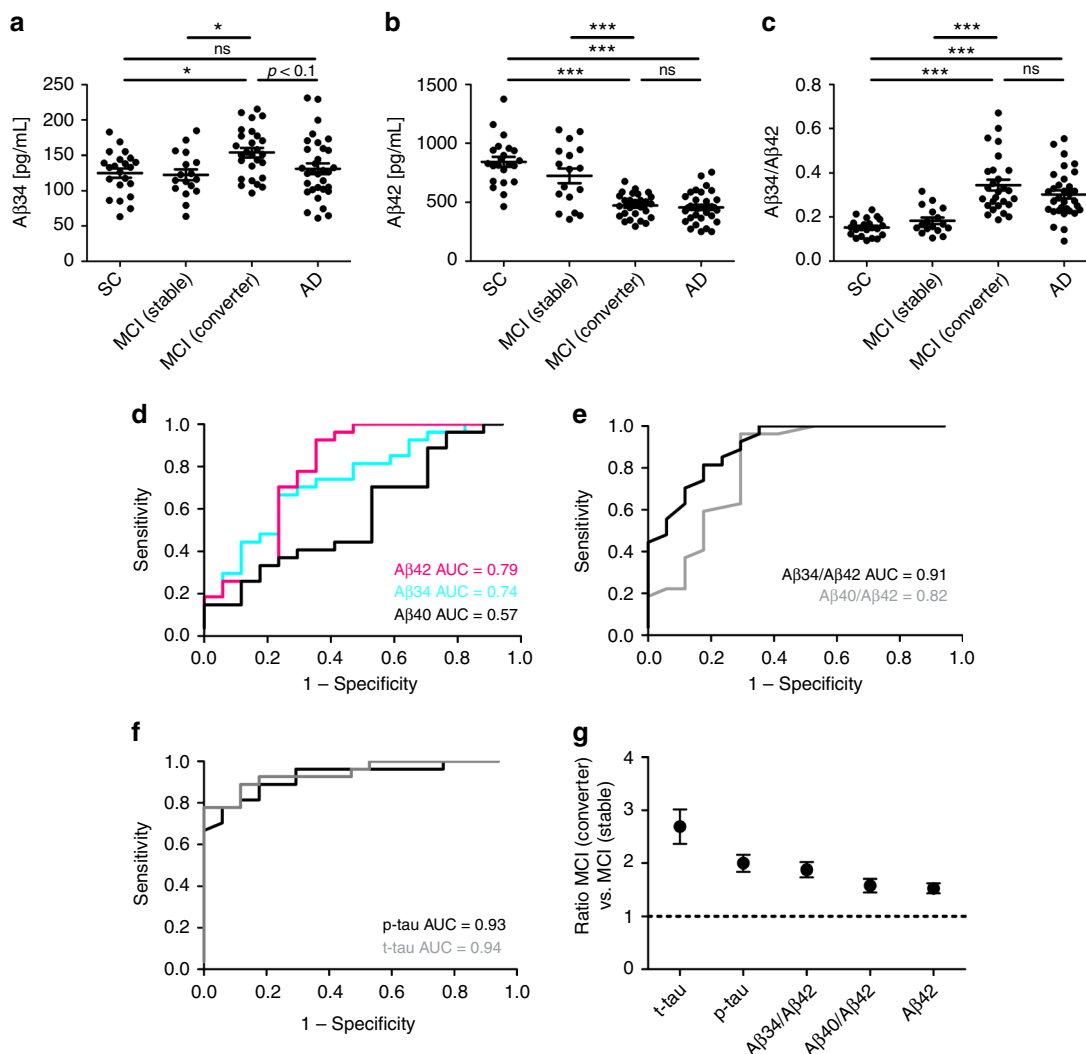 a
*
ns
*
p < 0.1
Aβ34 [pg/mL]
250
200
150
100
50
0
SC
MCI (stable)
MCI (converter)
AD
b
***
***
***
ns
Aβ42 [pg/mL]
1500
1000
500
0
SC
MCI (stable)
MCI (converter)
AD
c
***
***
***
ns
Aβ34/Aβ42
0.8
0.6
0.4
0.2
0.0
SC
MCI (stable)
MCI (converter)
AD
d
Sensitivity
1.0
0.8
0.6
0.4
0.2
0.0
Aβ42 AUC = 0.79
Aβ34 AUC = 0.74
Aβ40 AUC = 0.57
0.0 0.2 0.4 0.6 0.8 1.0
1 – Specificity
e
Sensitivity
1.0
0.8
0.6
0.4
0.2
0.0
Aβ34/Aβ42 AUC = 0.91
Aβ40/Aβ42 = 0.82
0.0 0.2 0.4 0.6 0.8 1.0
1 – Specificity
f
Sensitivity
1.0
0.8
0.6
0.4
0.2
0.0
p-tau AUC = 0.93
t-tau AUC = 0.94
0.0 0.2 0.4 0.6 0.8 1.0
1 – Specificity
g
Ratio MCI (converter)
vs. MCI (stable)
4
3
2
1
0
t-tau
p-tau
Aβ34/Aβ42
Aβ40/Aβ42
Aβ42